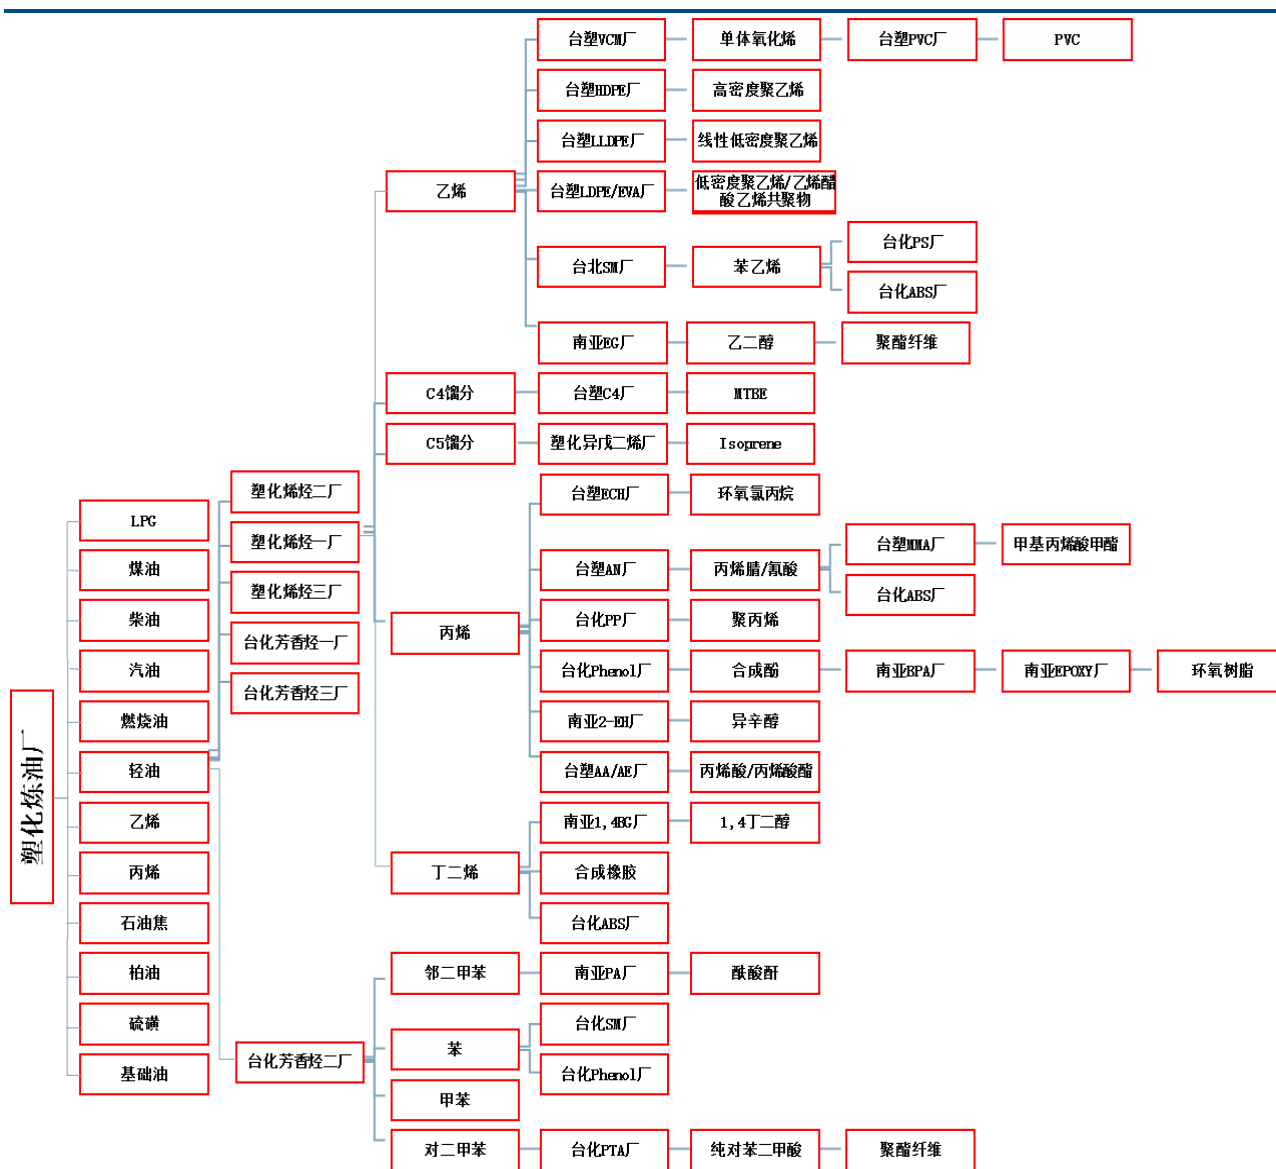 台塑VCM厂
单体氧化烯
台塑PVC厂
PVC
台塑HDPE厂
高密度聚乙烯
台塑LLDPE厂
线性低密度聚乙烯
乙烯
台塑LDPE/EVA厂
低密度聚乙烯/乙烯醋
酸乙烯共聚物
台北SM厂
苯乙烯
台化PS厂
台化ABS厂
南亚EG厂
乙二醇
聚酯纤维
C4馏分
台塑C4厂
MTBE
C5馏分
塑化异戊二烯厂
Isoprene
塑化烯烃二厂
台塑ECH厂
环氧氯丙烷
LPG
塑化烯烃一厂
台塑MMA厂
甲基丙烯酸甲酯
煤油
塑化烯烃三厂
台塑AN厂
丙烯腈/氰酸
台化ABS厂
柴油
台化芳香烃一厂
丙烯
台化PP厂
聚丙烯
汽油
台化芳香烃三厂
台化Phenol厂
合成酚
南亚BPA厂
南亚EPOXY厂
环氧树脂
燃烧油
南亚2-EH厂
异辛醇
塑化炼油厂
轻油
台塑AA/AE厂
丙烯酸/丙烯酸酯
乙烯
南亚1,4BG厂
1,4丁二醇
丙烯
丁二烯
合成橡胶
石油焦
台化ABS厂
柏油
邻二甲苯
南亚PA厂
酞酸酐
硫磺
苯
台化SM厂
基础油
台化芳香烃二厂
台化Phenol厂
甲苯
对二甲苯
台化PTA厂
纯对苯二甲酸
聚酯纤维